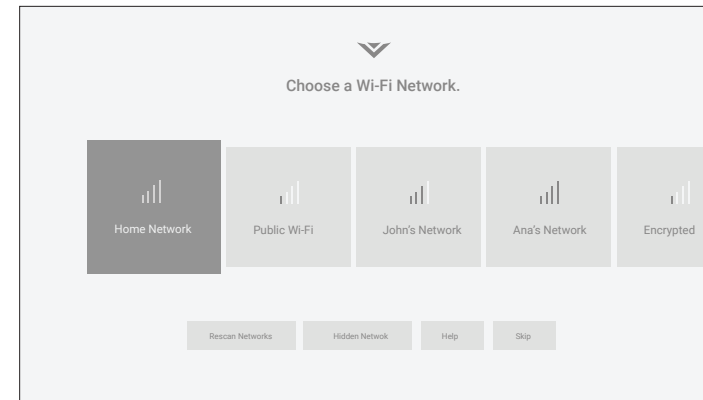 Choose a Wi-Fi Network.
Home Network
Public Wi-Fi
John's Network
Ana's Network
Encrypted
Rescan Networks
Hidden Netwok
Help
Skip